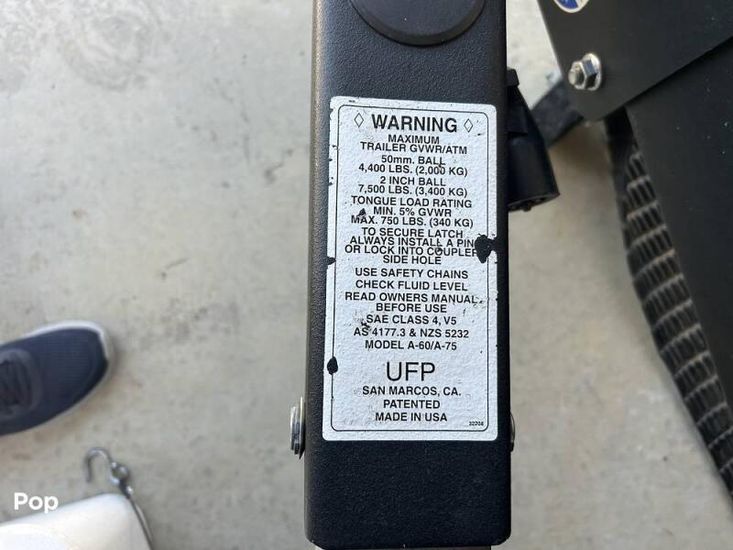 ◊ WARNING ◊
MAXIMUM
TRAILER GVWR/ATM
50mm. BALL
4,400 LBS. (2,000 KG)
2 INCH BALL
7,500 LBS. (3,400 KG)
TONGUE LOAD RATING
MIN. 5% GVWR
MAX. 750 LBS. (340 KG)
TO SECURE LATCH
ALWAYS INSTALL A PIN
OR LOCK INTO COUPLER
SIDE HOLE
USE SAFETY CHAINS
CHECK FLUID LEVEL
READ OWNERS MANUAL
BEFORE USE
SAE CLASS 4, V5
AS 4177.3 & NZS 5232
MODEL A-60/A-75
UFP
SAN MARCOS, CA.
PATENTED
MADE IN USA
Pop